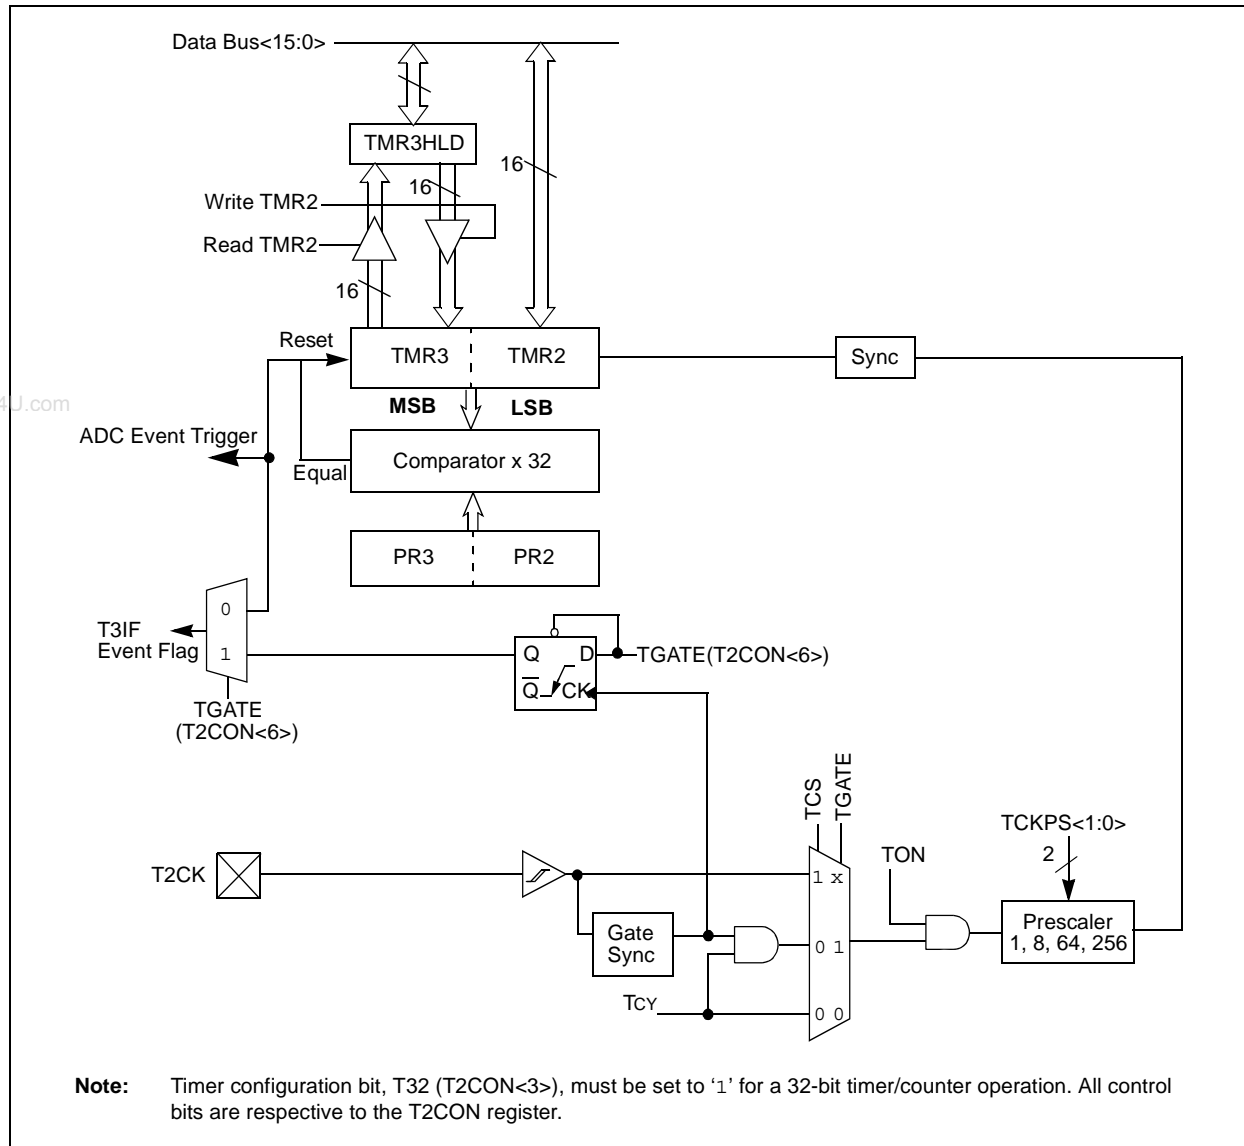 Data Bus<15:0>
TMR3HLD
16
16
Write TMR2
Read TMR2
16
Reset
TMR3
TMR2
Sync
4U.com
MSB
LSB
ADC Event Trigger
Equal
Comparator x 32
PR3
PR2
0
T3IF
Event Flag
1
Q
D
TGATE(T2CON<6>)
Q
CK
TGATE
(T2CON<6>)
TCS
TGATE
TCKPS<1:0>
2
TON
T2CK
1 x
Gate
Sync
0 1
Prescaler
1, 8, 64, 256
TCY
0 0
Note: Timer configuration bit, T32 (T2CON<3>), must be set to ‘1’ for a 32-bit timer/counter operation. All control
bits are respective to the T2CON register.